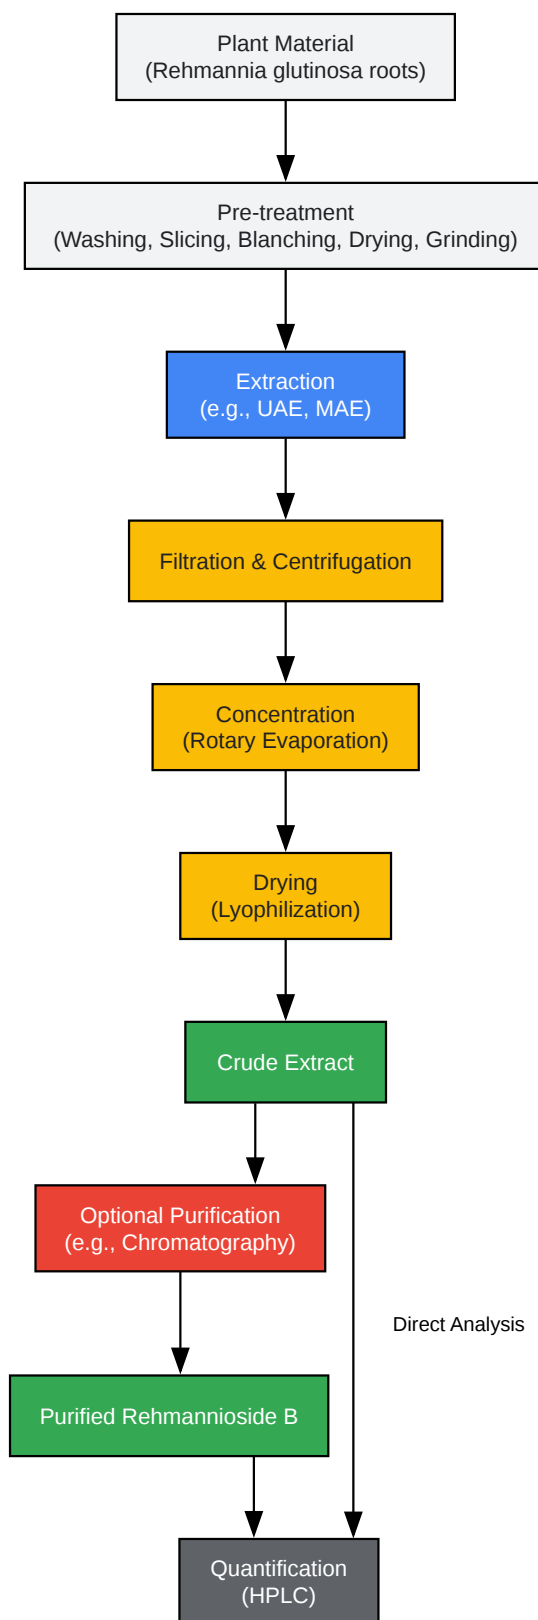 Plant Material
(Rehmannia glutinosa roots)
Pre-treatment
(Washing, Slicing, Blanching, Drying, Grinding)
Extraction
(e.g., UAE, MAE)
Filtration & Centrifugation
Concentration
(Rotary Evaporation)
Drying
(Lyophilization)
Crude Extract
Optional Purification
(e.g., Chromatography)
Direct Analysis
Purified Rehmannioside B
Quantification
(HPLC)